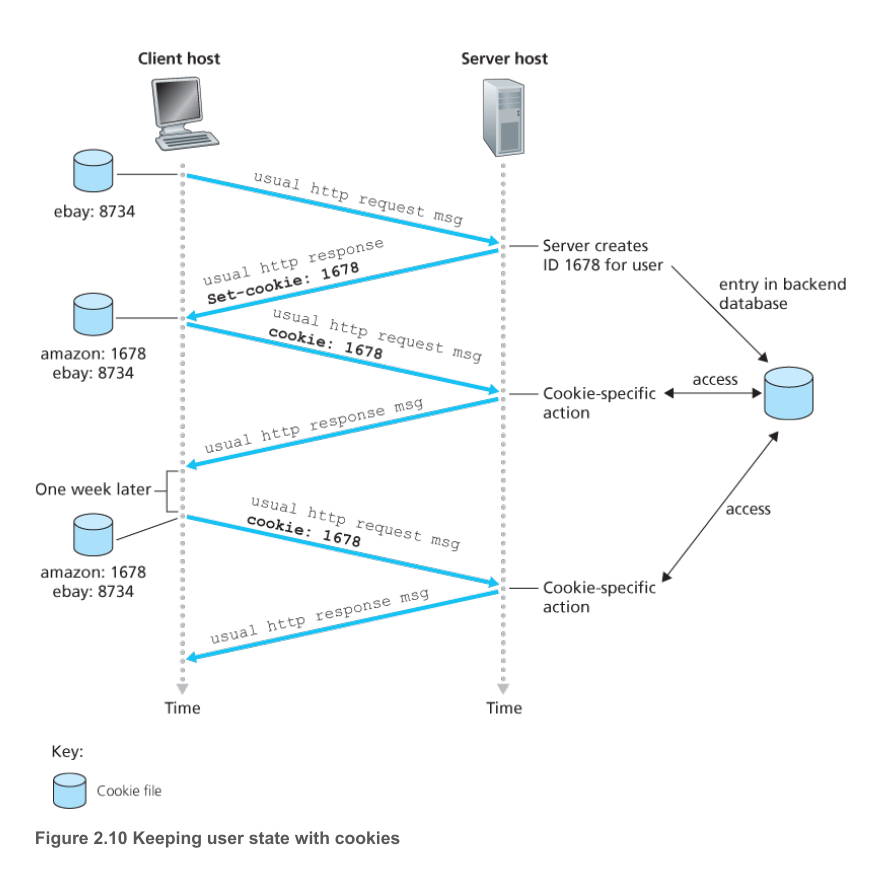 Client host
Server host
usual http request msg
ebay: 8734
Server creates
ID 1678 for user
usual http response
Set-cookie: 1678
entry in backend
database
usual http request msg
cookie: 1678
amazon: 1678
ebay: 8734
access
Cookie-specific
action
usual http response msg
One week later
usual http request msg
cookie: 1678
access
amazon: 1678
ebay: 8734
Cookie-specific
action
usual http response msg
Time
Time
Key:
Cookie file
Figure 2.10 Keeping user state with cookies